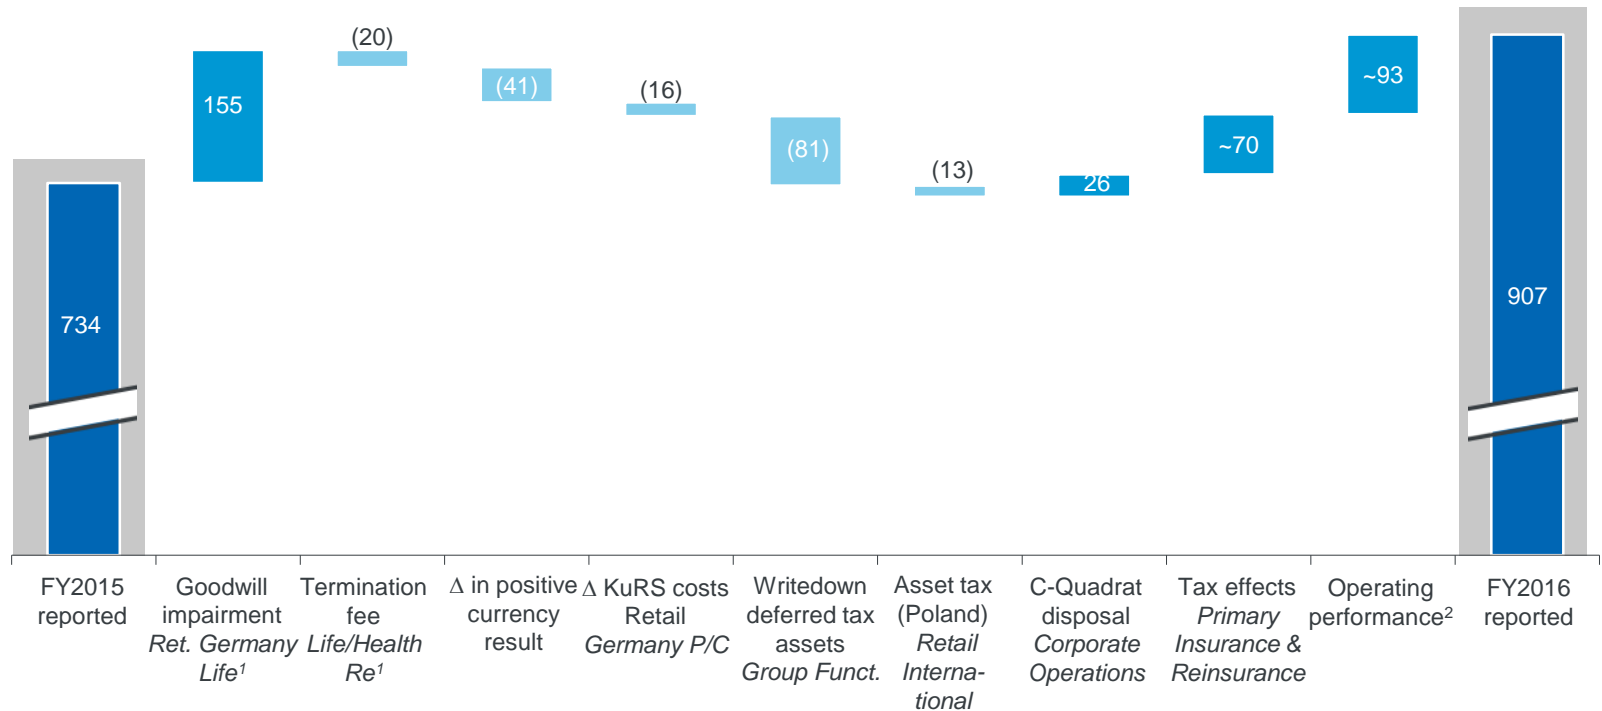 (20)
155
(41)
(16)
(81)
(13)
26
~70
~93
734
907
FY2015
reported
Goodwill
impairment
Ret. Germany
Life1
Termination
fee
Life/Health
Re1
Δ in positive
currency
result
Δ KuRS costs
Retail
Germany P/C
Writedown
deferred tax
assets
Group Funct.
Asset tax
(Poland)
Retail
Interna-
tional
C-Quadrat
disposal
Corporate
Operations
Tax effects
Primary
Insurance &
Reinsurance
Operating
performance2
FY2016
reported